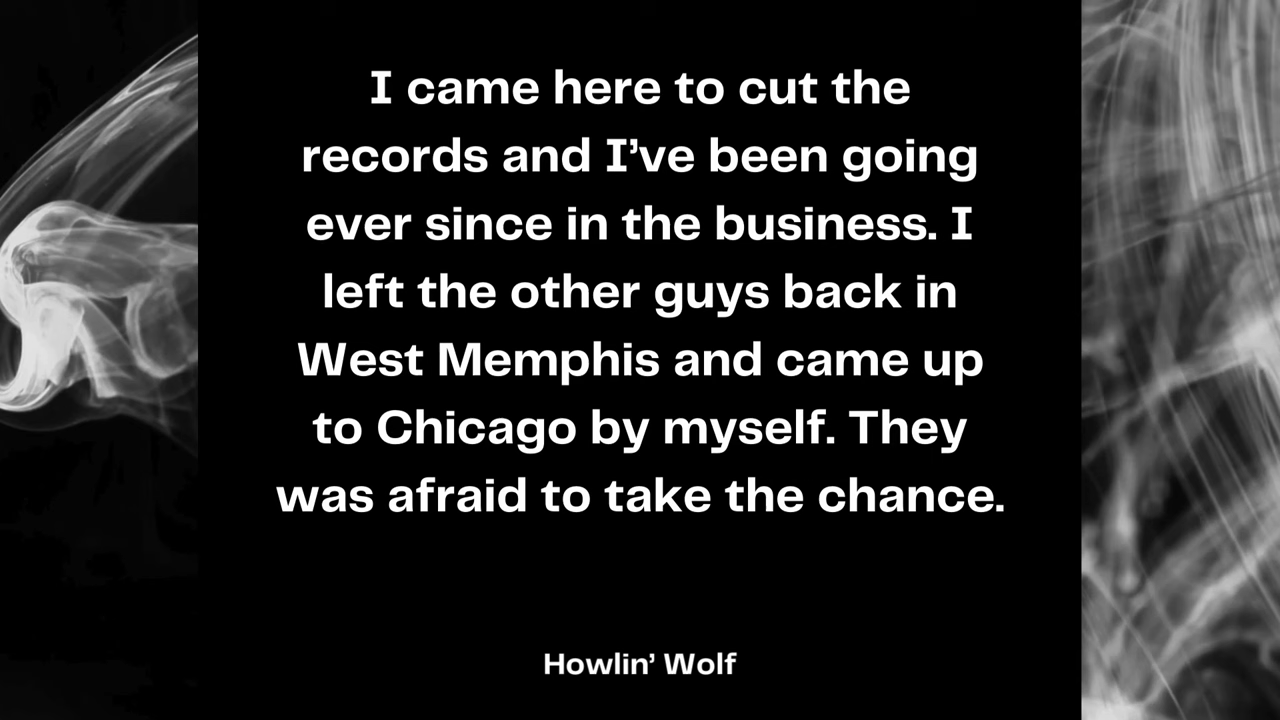 I came here to cut the
records and I’ve been going
ever since in the business. I
left the other guys back in
West Memphis and came up
to Chicago by myself. They
was afraid to take the chance.
Howlin’ Wolf